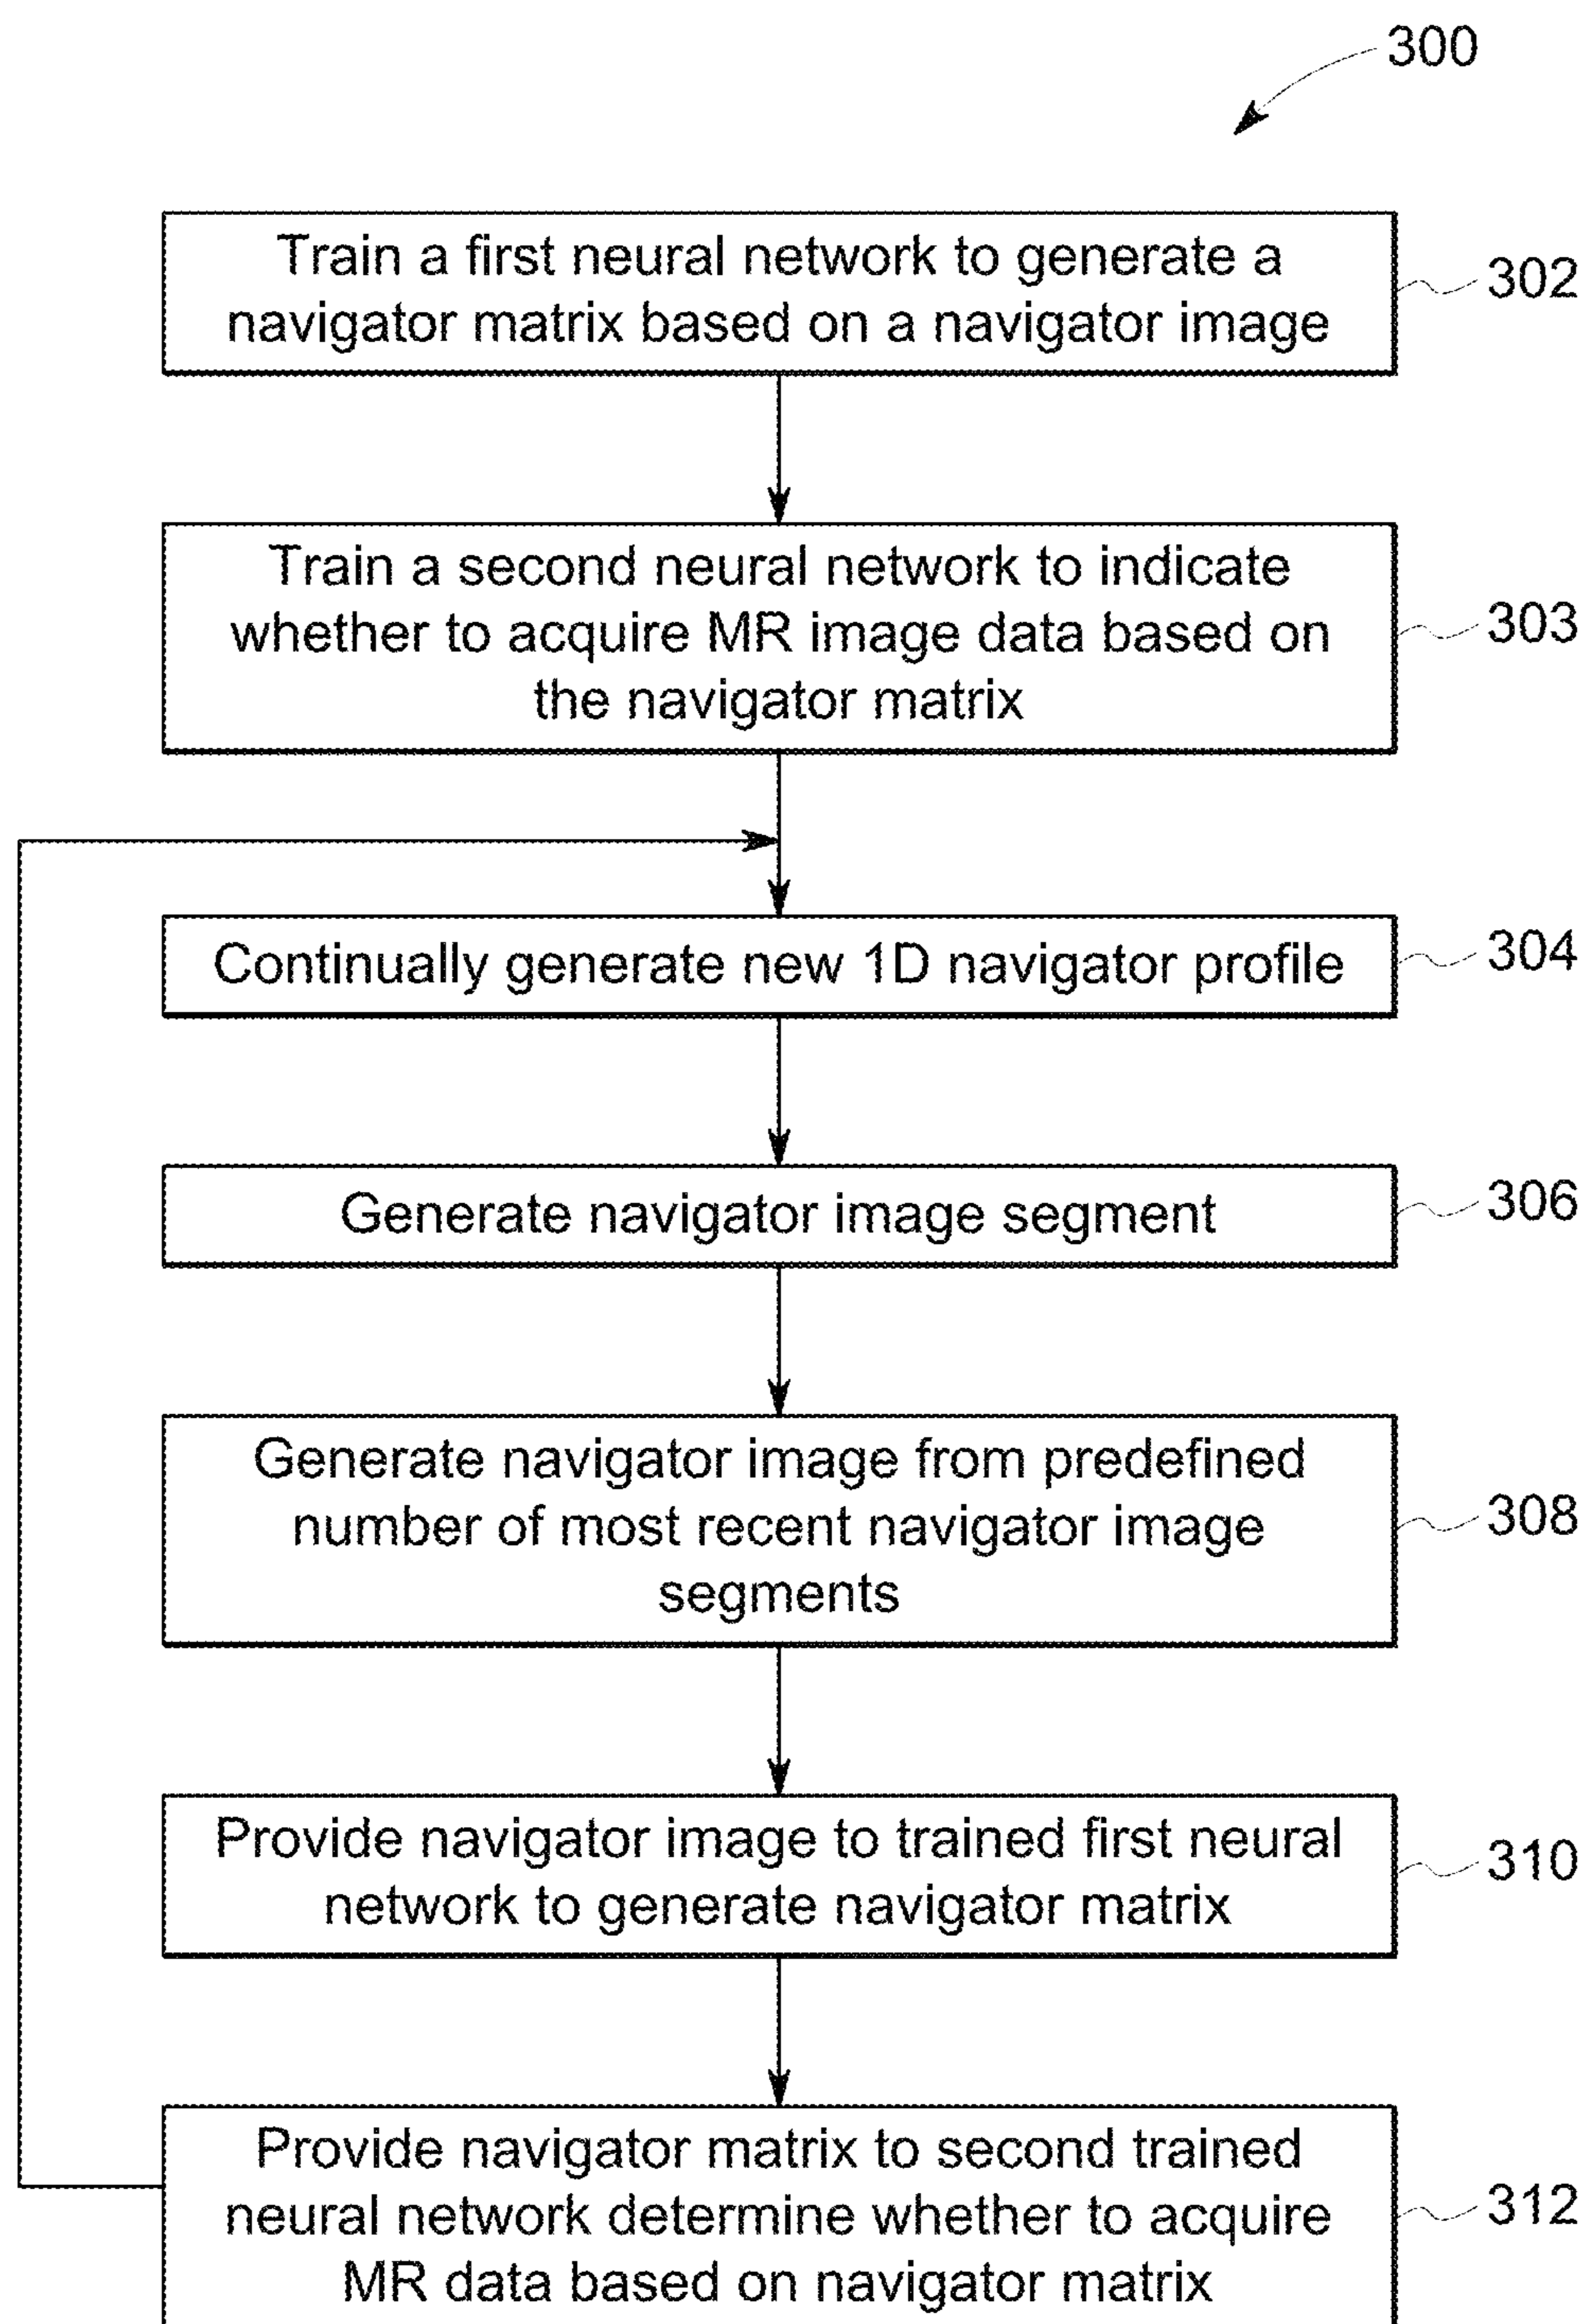 300
Train a first neural network to generate a
navigator matrix based on a navigator image
302
Train a second neural network to indicate
whether to acquire MR image data based on
the navigator matrix
303
Continually generate new 1D navigator profile
304
Generate navigator image segment
306
Generate navigator image from predefined
number of most recent navigator image
segments
308
Provide navigator image to trained first neural
network to generate navigator matrix
310
Provide navigator matrix to second trained
neural network determine whether to acquire
MR data based on navigator matrix
312